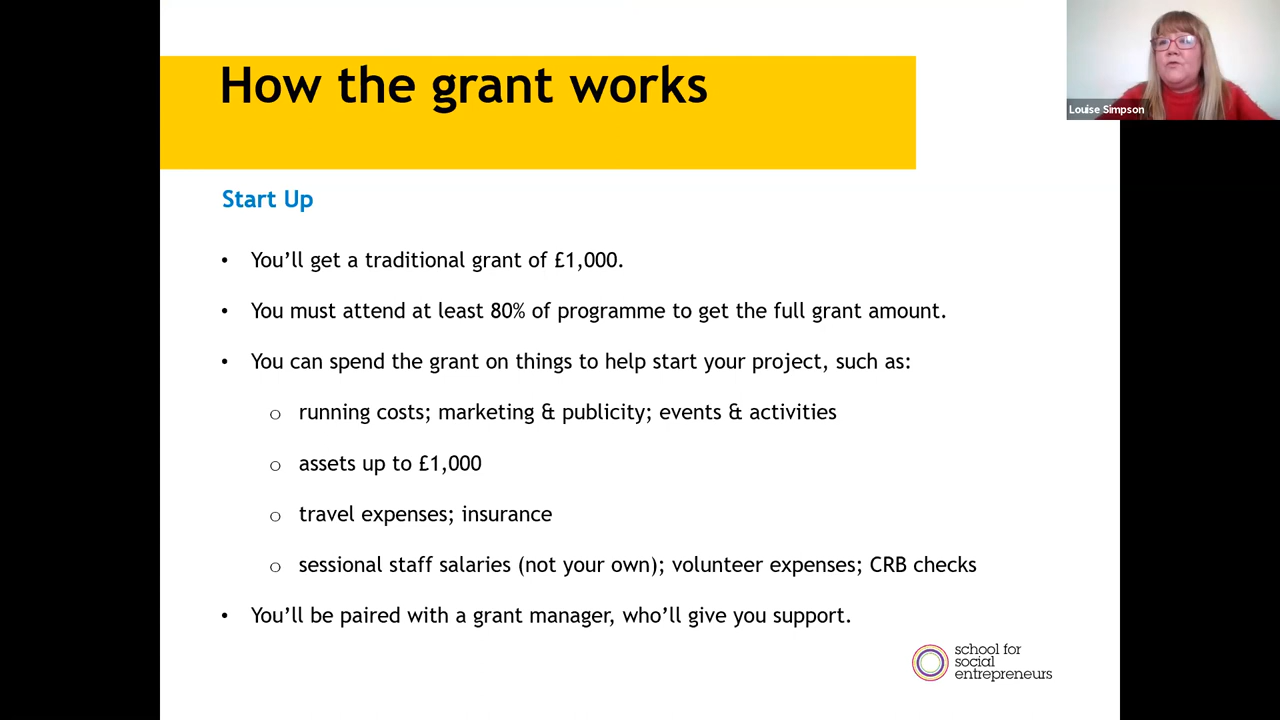 How the grant works
Louise Simpson
Start Up
• You’ll get a traditional grant of £1,000.
• You must attend at least 80% of programme to get the full grant amount.
• You can spend the grant on things to help start your project, such as:
o running costs; marketing & publicity; events & activities
o assets up to £1,000
o travel expenses; insurance
o sessional staff salaries (not your own); volunteer expenses; CRB checks
• You’ll be paired with a grant manager, who’ll give you support.
school for
social
entrepreneurs